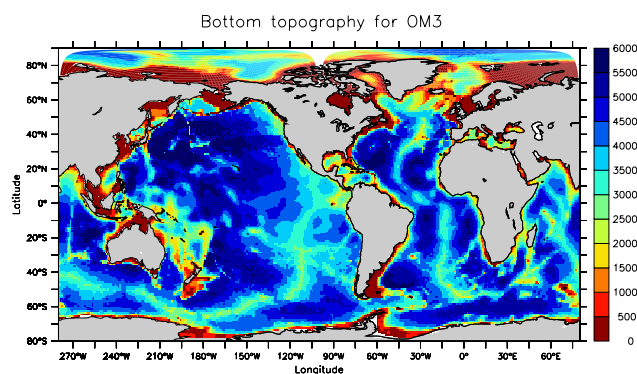 Bottom topography for OM3
80°N
60°N
40°N
20°N
0°
20°S
40°S
60°S
80°S
Latitude
270°W 240°W 210°W 180°W 150°W 120°W 90°W 60°W 30°W 0° 30°E 60°E
Longitude
6000
5500
5000
4500
4000
3500
3000
2500
2000
1500
1000
500
0